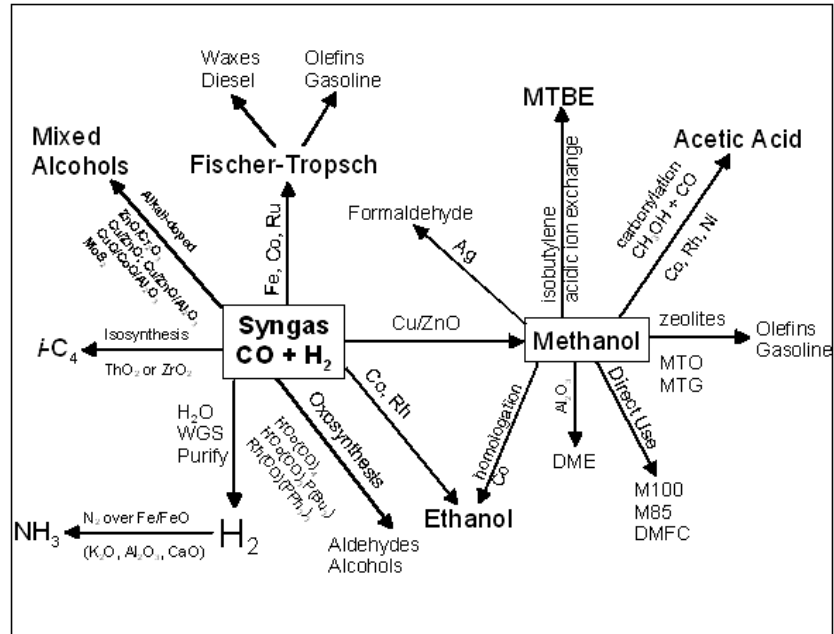 Waxes
Diesel
Olefins
Gasoline
MTBE
Mixed
Alcohols
Fischer-Tropsch
Acetic Acid
Alkali-doped
ZnO/Cr₂O₃
Cu/ZnO; Cu/ZnO/Al₂O₃
CuO/CoO/Al₂O₃
MoS₂
Fe, Co, Ru
Formaldehyde
Ag
isobutylene
acidic ion exchange
carbonylation
CH₃OH + CO
Co, Rh, Ni
i-C₄
Isosynthesis
ThO₂ or ZrO₂
Syngas
CO + H₂
Cu/ZnO
Methanol
zeolites
MTO
MTG
Olefins
Gasoline
H₂O
WGS
Purify
Oxosynthesis
HCo(CO)₄
HCo(CO)₃P(Bu₃)
Rh(CO)(PPh₃)₃
Co, Rh
homologation
Co
Al₂O₃
DME
Direct Use
M100
M85
DMFC
Ethanol
NH₃
N₂ over Fe/FeO
(K₂O, Al₂O₃, CaO)
H₂
Aldehydes
Alcohols